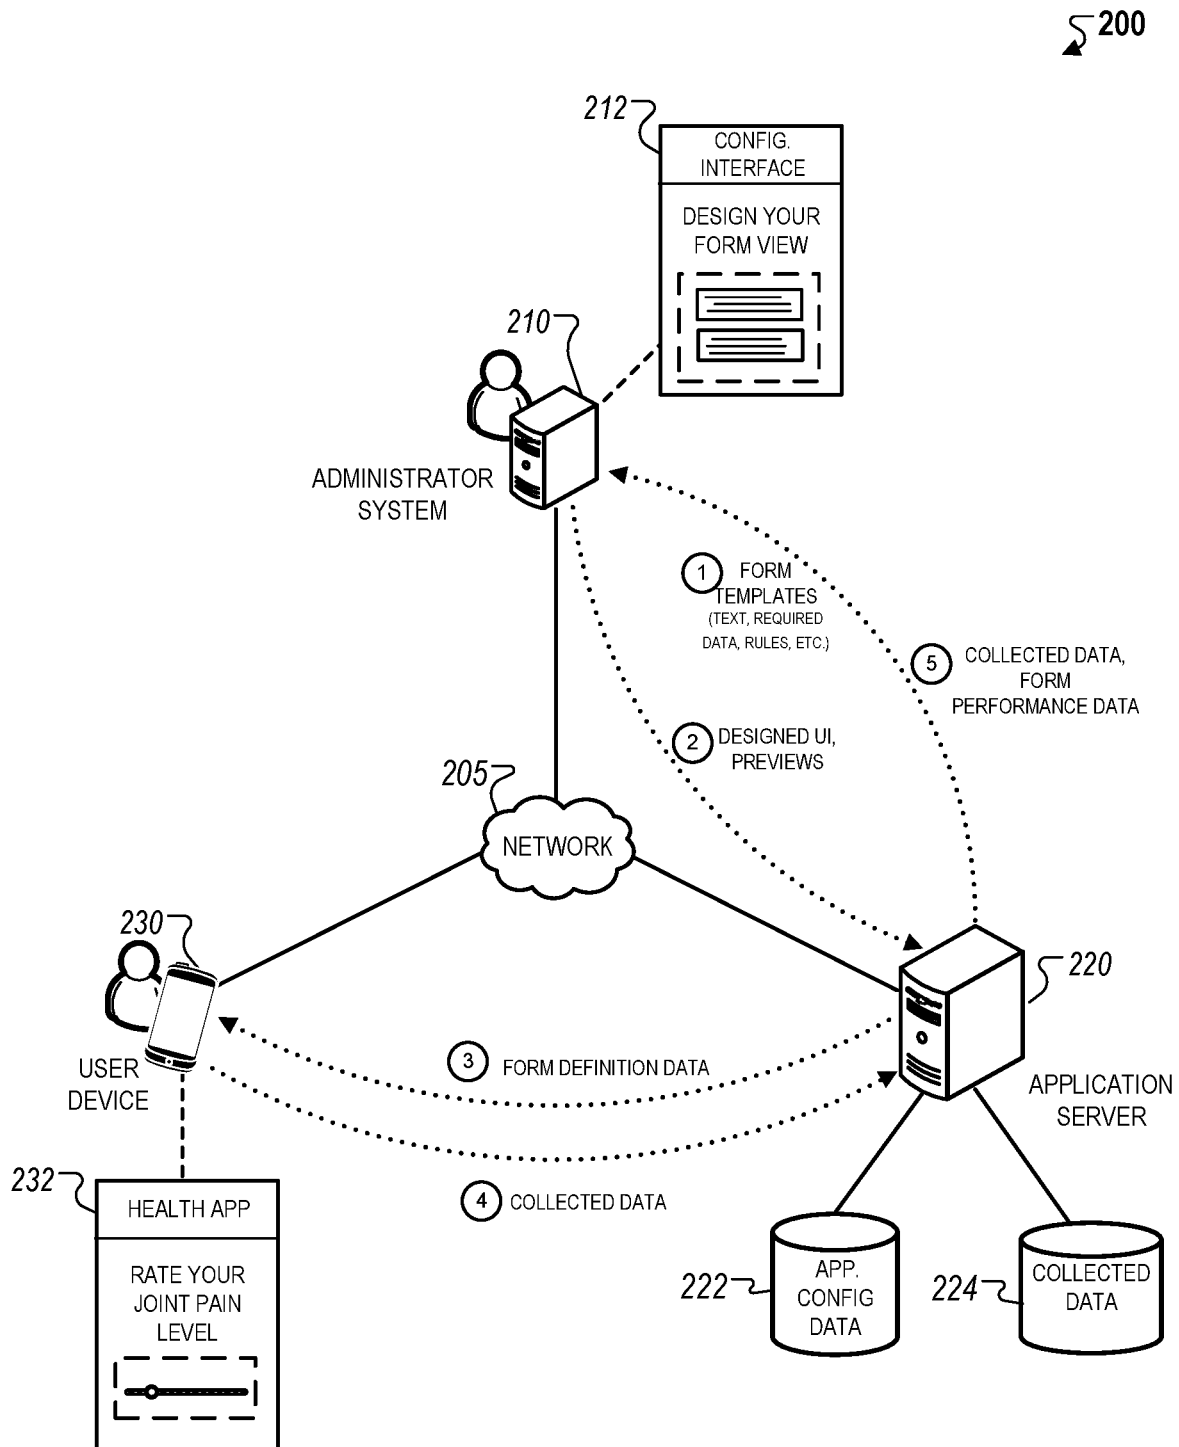 200
212
CONFIG.
INTERFACE
DESIGN YOUR
FORM VIEW
210
ADMINISTRATOR
SYSTEM
1 FORM
TEMPLATES
(TEXT, REQUIRED
DATA, RULES, ETC.)
5 COLLECTED DATA,
FORM
PERFORMANCE DATA
2 DESIGNED UI,
PREVIEWS
205
NETWORK
230
220
USER
DEVICE
3 FORM DEFINITION DATA
APPLICATION
SERVER
4 COLLECTED DATA
232
HEALTH APP
RATE YOUR
JOINT PAIN
LEVEL
222
APP.
CONFIG
DATA
224
COLLECTED
DATA